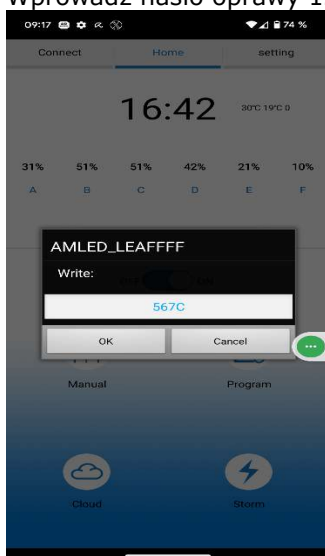 Wprowadź hasło oprawy 1
09:17 74 %
Connect Home setting
16:42 30°C 19°C 0
31% 51% 51% 42% 21% 10%
A B C D E F
AMLED_LEAFFFF
Write:
567C
OK Cancel
Manual Program
Cloud Storm